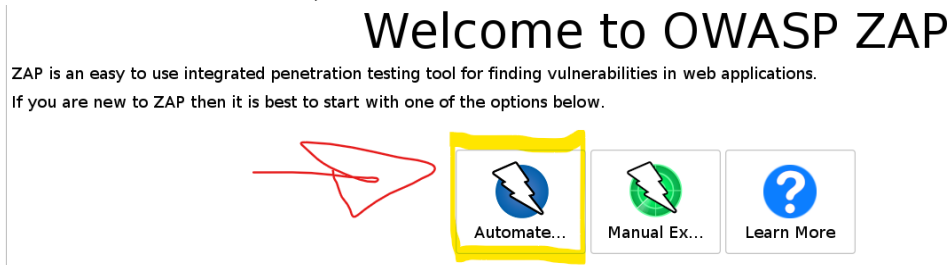 Welcome to OWASP ZAP
ZAP is an easy to use integrated penetration testing tool for finding vulnerabilities in web applications.
If you are new to ZAP then it is best to start with one of the options below.
Automate... Manual Ex... Learn More